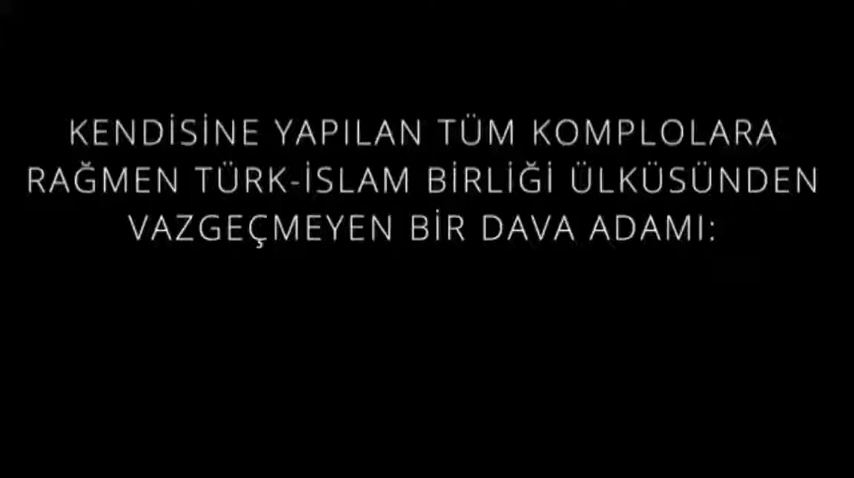 KENDİSİNE YAPILAN TÜM KOMPLOLARA
RAĞMEN TÜRK-İSLAM BİRLİĞİ ÜLKÜSÜNDEN
VAZGEÇMEYEN BİR DAVA ADAMI: